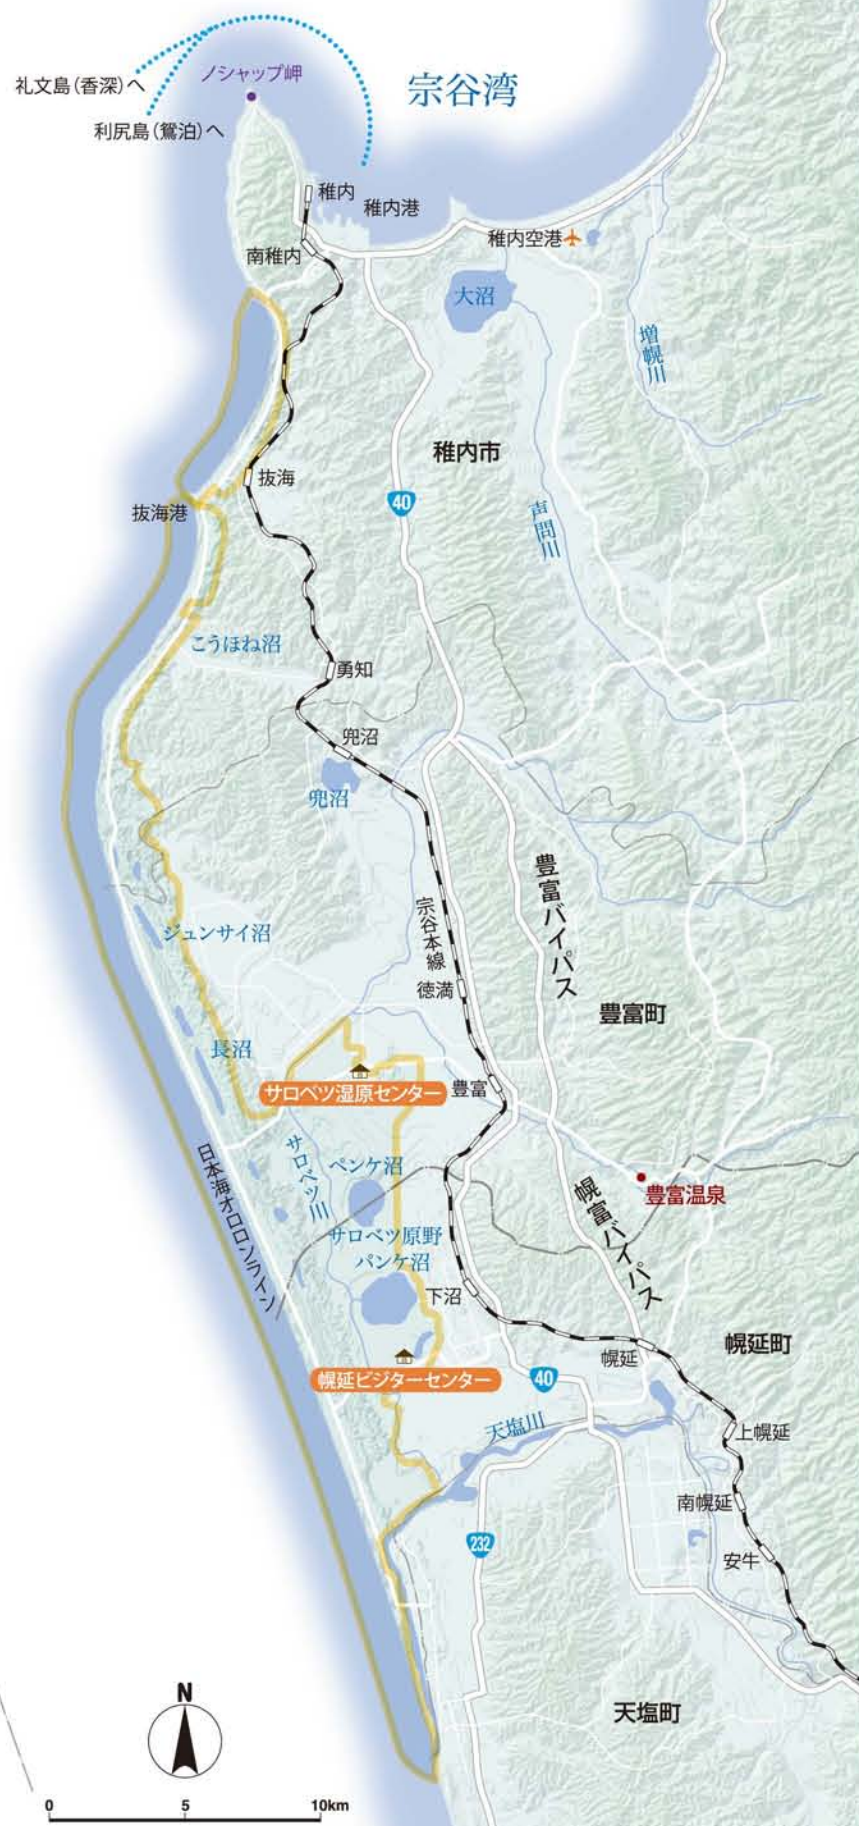 宗谷湾
ノシャップ岬
礼文島(香深)へ
利尻島(鴛泊)へ
稚内
稚内港
稚内空港
南稚内
大沼
増幌川
稚内市
抜海
40
抜海港
声問川
こうほね沼
勇知
兜沼
兜沼
豊富バイパス
宗谷本線
ジュンサイ沼
徳満
豊富町
長沼
サロベツ湿原センター
豊富
サロベツ川
ペンケ沼
日本海オロロンライン
豊富温泉
幌富バイパス
サロベツ原野
パンケ沼
下沼
幌延町
幌延
幌延ビジターセンター
40
天塩川
上幌延
南幌延
232
安牛
天塩町
N
0 5 10km